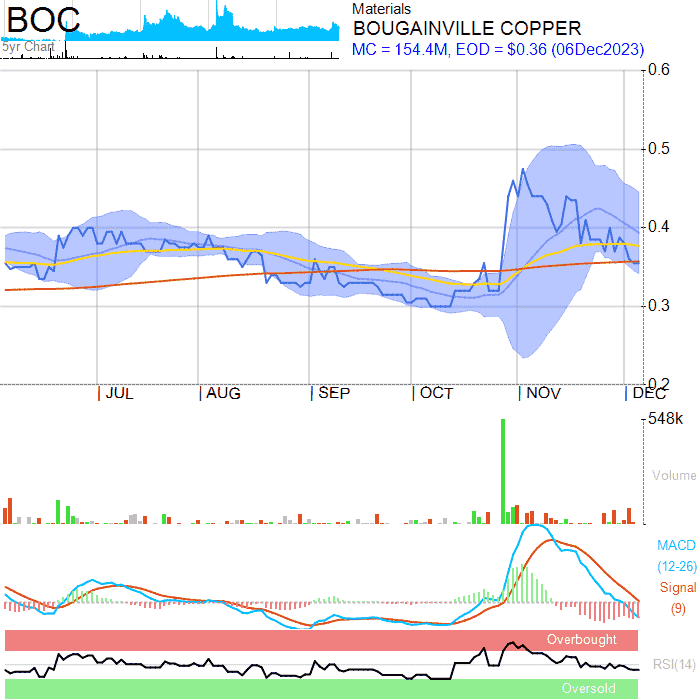 BOC
5yr Chart
Materials
BOUGAINVILLE COPPER
MC = 154.4M, EOD = $0.36 (06Dec2023)
0.6
0.5
0.4
0.3
0.2
JUL
AUG
SEP
OCT
NOV
DEC
548k
Volume
MACD
(12-26)
Signal
(9)
Overbought
RSI(14)
Oversold